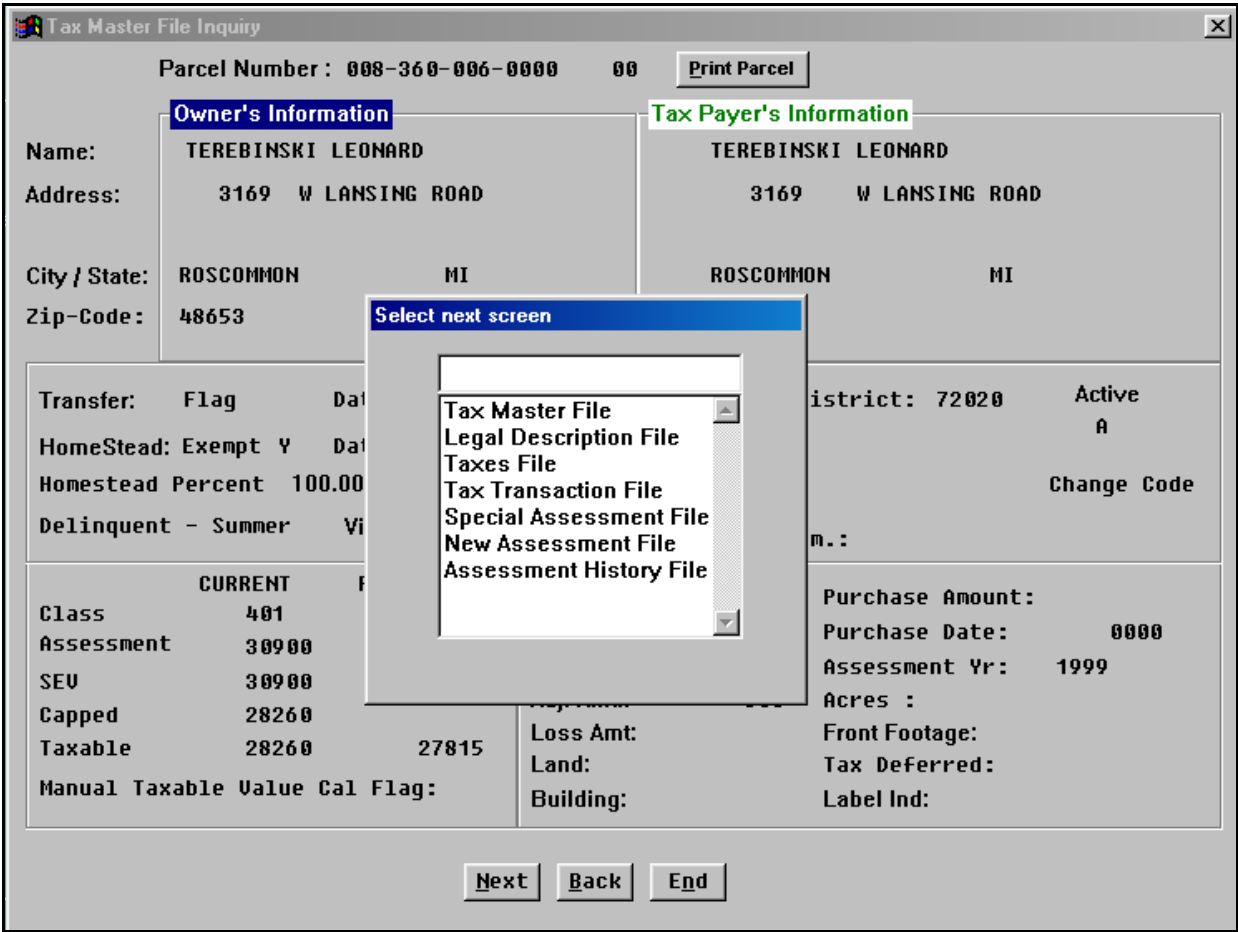 Tax Master File Inquiry
Parcel Number : 008-360-006-0000 00 Print Parcel
Owner's Information Tax Payer's Information
Name: TEREBINSKI LEONARD TEREBINSKI LEONARD
Address: 3169 W LANSING ROAD 3169 W LANSING ROAD
City / State: ROSCOMMON MI ROSCOMMON MI
Zip-Code: 48653
Select next screen
Tax Master File
Legal Description File
Taxes File
Tax Transaction File
Special Assessment File
New Assessment File
Assessment History File
Transfer: Flag Dat istrict: 72020 Active
A
HomeStead: Exempt Y Dat
Homestead Percent 100.00 Change Code
Delinquent - Summer Vi m.:
CURRENT
Class 401 Purchase Amount:
Assessment 30900 Purchase Date: 0000
SEV 30900 Assessment Yr: 1999
Capped 28260 Acres :
Taxable 28260 27815 Loss Amt: Front Footage:
Land: Tax Deferred:
Manual Taxable Value Cal Flag: Building: Label Ind:
Next Back End